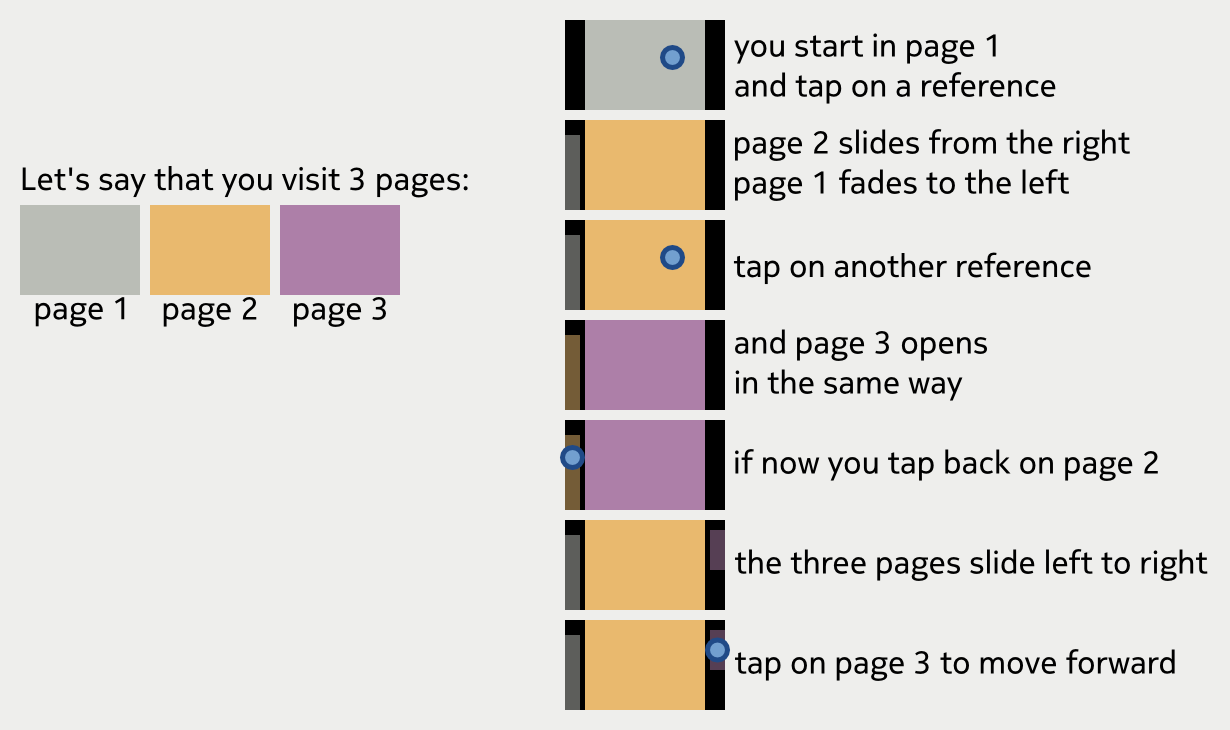 Let's say that you visit 3 pages:
page 1 page 2 page 3
you start in page 1
and tap on a reference
page 2 slides from the right
page 1 fades to the left
tap on another reference
and page 3 opens
in the same way
if now you tap back on page 2
the three pages slide left to right
tap on page 3 to move forward